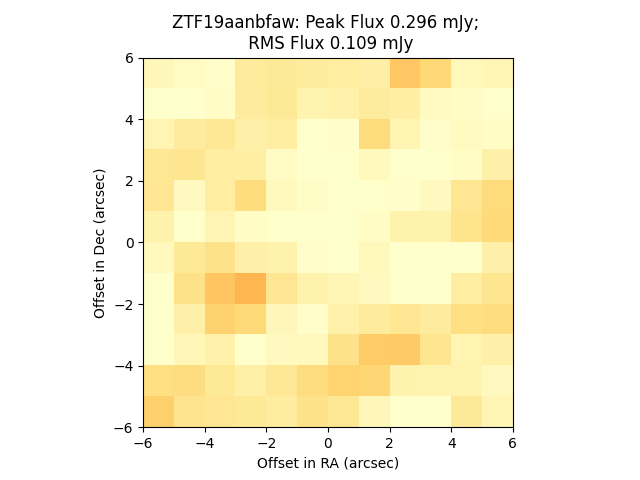 ZTF19aanbfaw: Peak Flux 0.296 mJy;
RMS Flux 0.109 mJy
6
4
2
0
−2
−4
−6
Offset in Dec (arcsec)
−6 −4 −2 0 2 4 6
Offset in RA (arcsec)